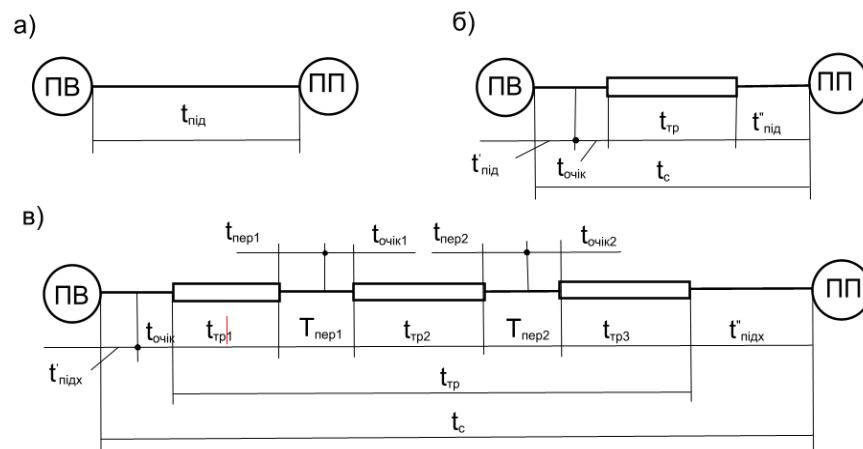 а)
б)
ПВ ПП
ПВ ПП
tпід
tтр t"під
t'під tочік
tс
в)
tпер1 tочік1 tпер2 tочік2
ПВ ПП
tочік tтр1 Tпер1 tтр2 Tпер2 tтр3 t"підх
t'підх
tтр
tс